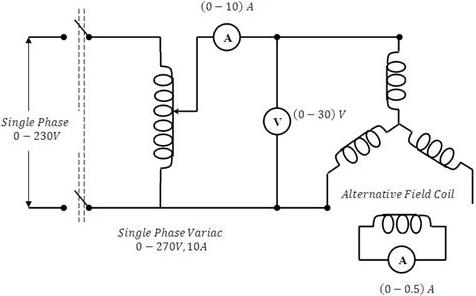 (0 − 10) A
A
Single Phase
0 − 230V
V
(0 − 30) V
Alternative Field Coil
Single Phase Variac
0 − 270V, 10A
A
(0 − 0.5) A